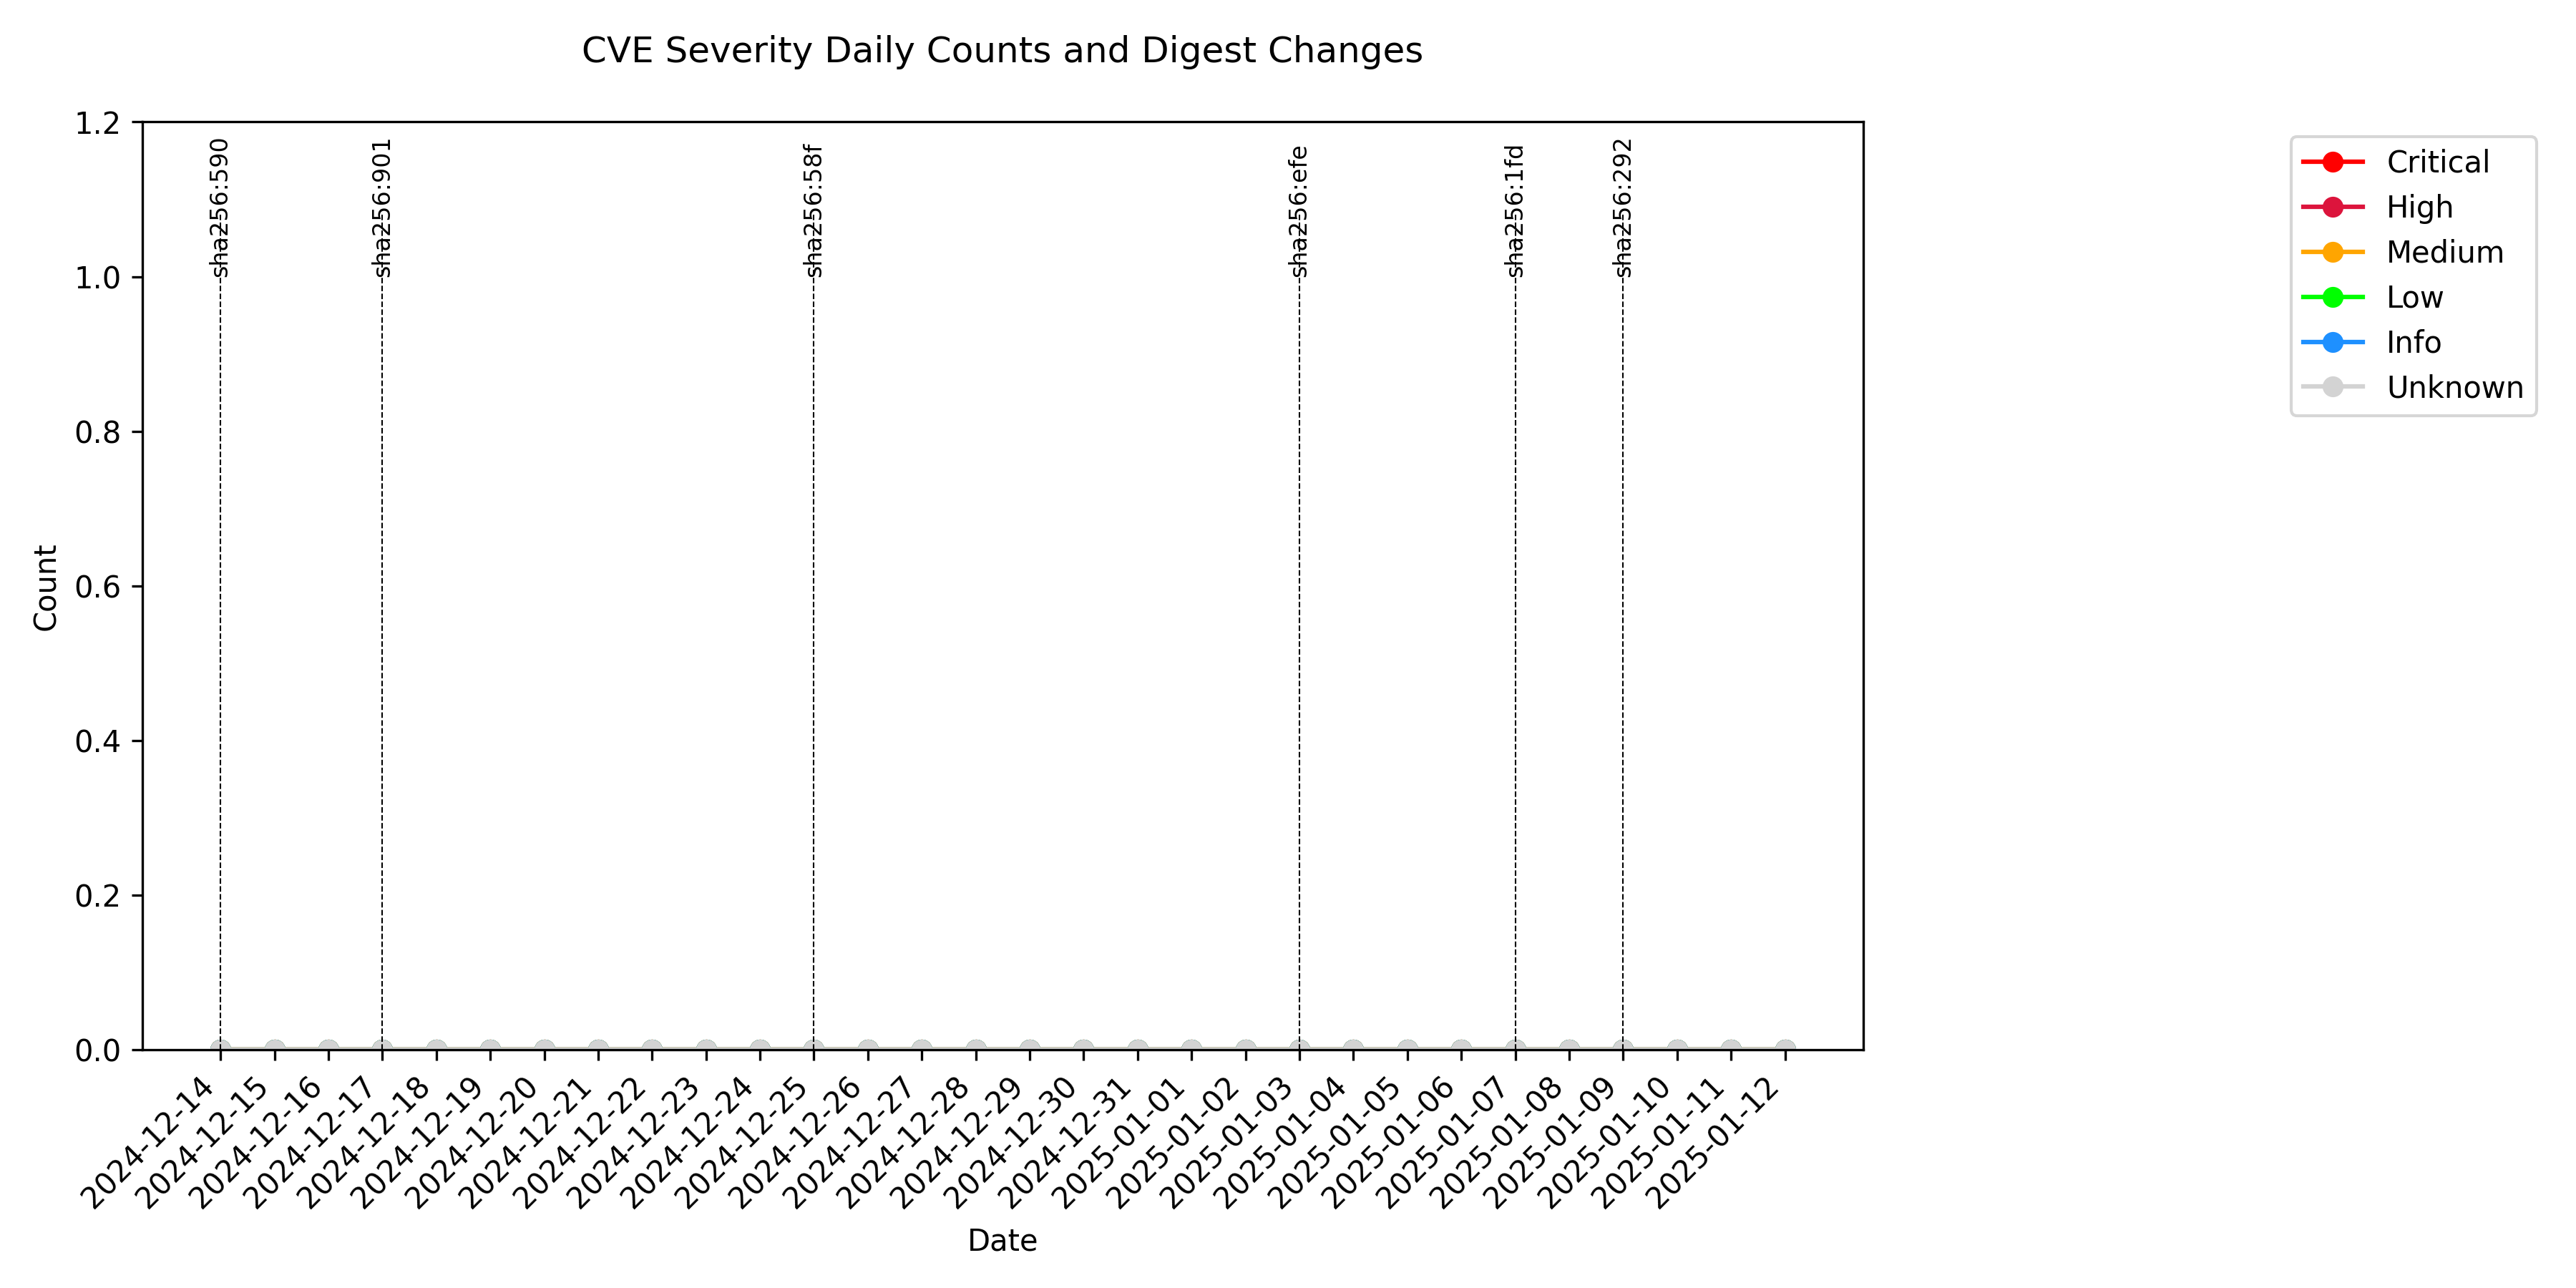 CVE Severity Daily Counts and Digest Changes
1.2
1.0
0.8
0.6
0.4
0.2
0.0
Count
sha256:590
sha256:901
sha256:58f
sha256:efe
sha256:1fd
sha256:292
Critical
High
Medium
Low
Info
Unknown
2024-12-14
2024-12-15
2024-12-16
2024-12-17
2024-12-18
2024-12-19
2024-12-20
2024-12-21
2024-12-22
2024-12-23
2024-12-24
2024-12-25
2024-12-26
2024-12-27
2024-12-28
2024-12-29
2024-12-30
2024-12-31
2025-01-01
2025-01-02
2025-01-03
2025-01-04
2025-01-05
2025-01-06
2025-01-07
2025-01-08
2025-01-09
2025-01-10
2025-01-11
2025-01-12
Date